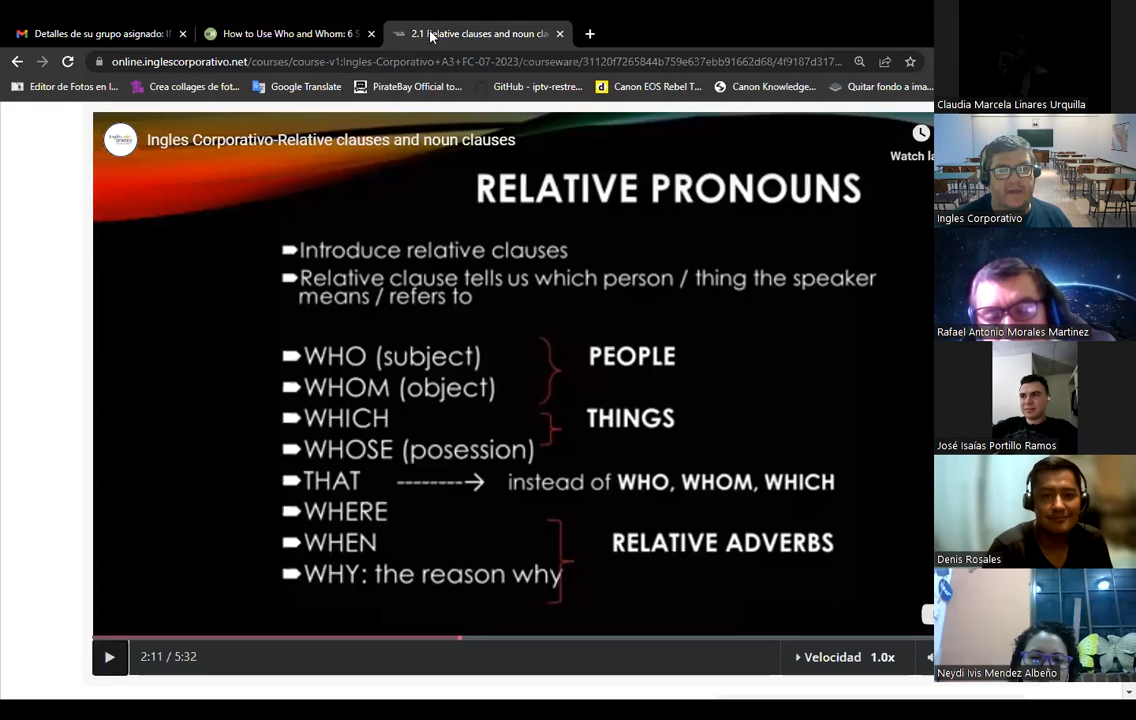 Detalles de su grupo asignado: I
How to Use Who and Whom: 6 S
2.1 Relative clauses and noun cla
online.inglescorporativo.net/courses/course-v1:Ingles-Corporativo+A3+FC-07-2023/courseware/31120f7265844b759e637ebb91662d68/4f9187d317...
Editor de Fotos en l...
Crea collages de fot...
Google Translate
PirateBay Official to...
GitHub - iptv-restre...
Canon EOS Rebel T...
Canon Knowledge...
Quitar fondo a ima...
Ingles Corporativo-Relative clauses and noun clauses
Watch la
RELATIVE PRONOUNS
Introduce relative clauses
Relative clause tells us which person / thing the speaker
means / refers to
WHO (subject)
PEOPLE
WHOM (object)
WHICH
THINGS
WHOSE (posession)
THAT --------→ instead of WHO, WHOM, WHICH
WHERE
WHEN
RELATIVE ADVERBS
WHY: the reason why
2:11 / 5:32
Velocidad 1.0x
Claudia Marcela Linares Urquilla
Ingles Corporativo
Rafael Antonio Morales Martinez
José Isaías Portillo Ramos
Denis Rosales
Neydi Ivis Mendez Albeño